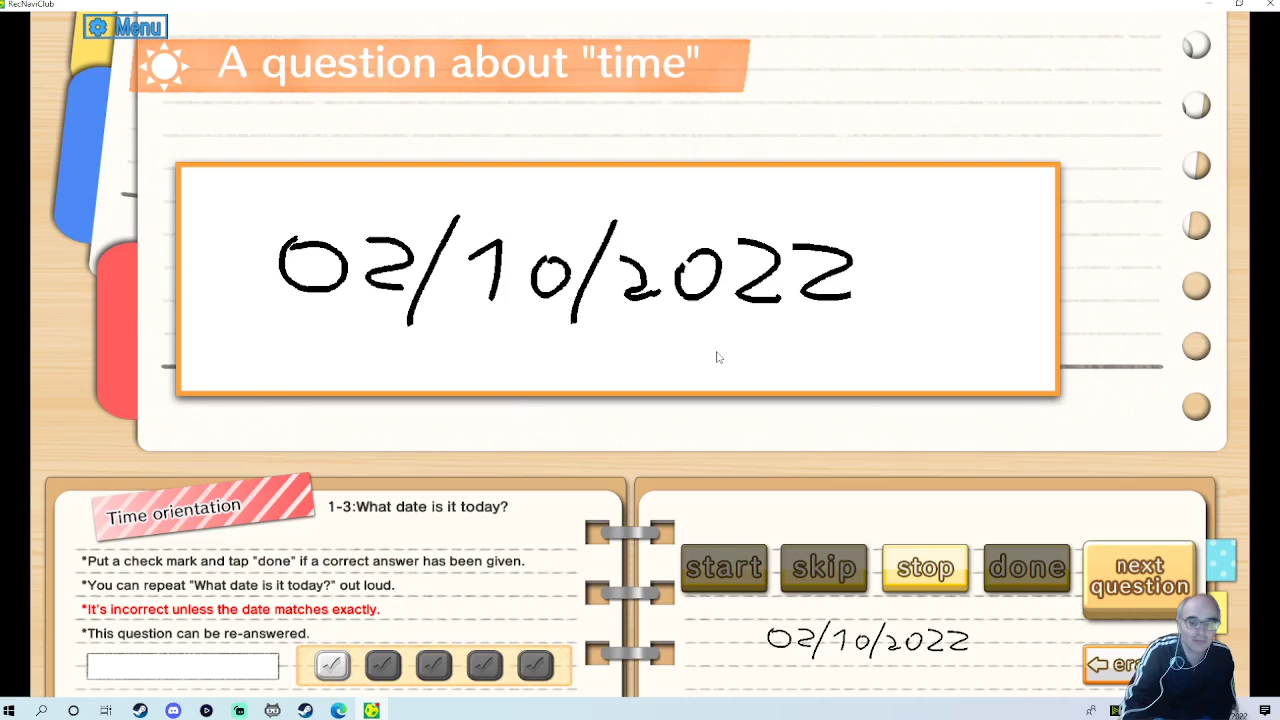 RecNaviClub
Menu
A question about "time"
02/10/2022
Time orientation
1-3:What date is it today?
*Put a check mark and tap "done" if a correct answer has been given.
*You can repeat "What date is it today?" out loud.
*It's incorrect unless the date matches exactly.
*This question can be re-answered.
start skip stop done
next
question
02/10/2022
2022